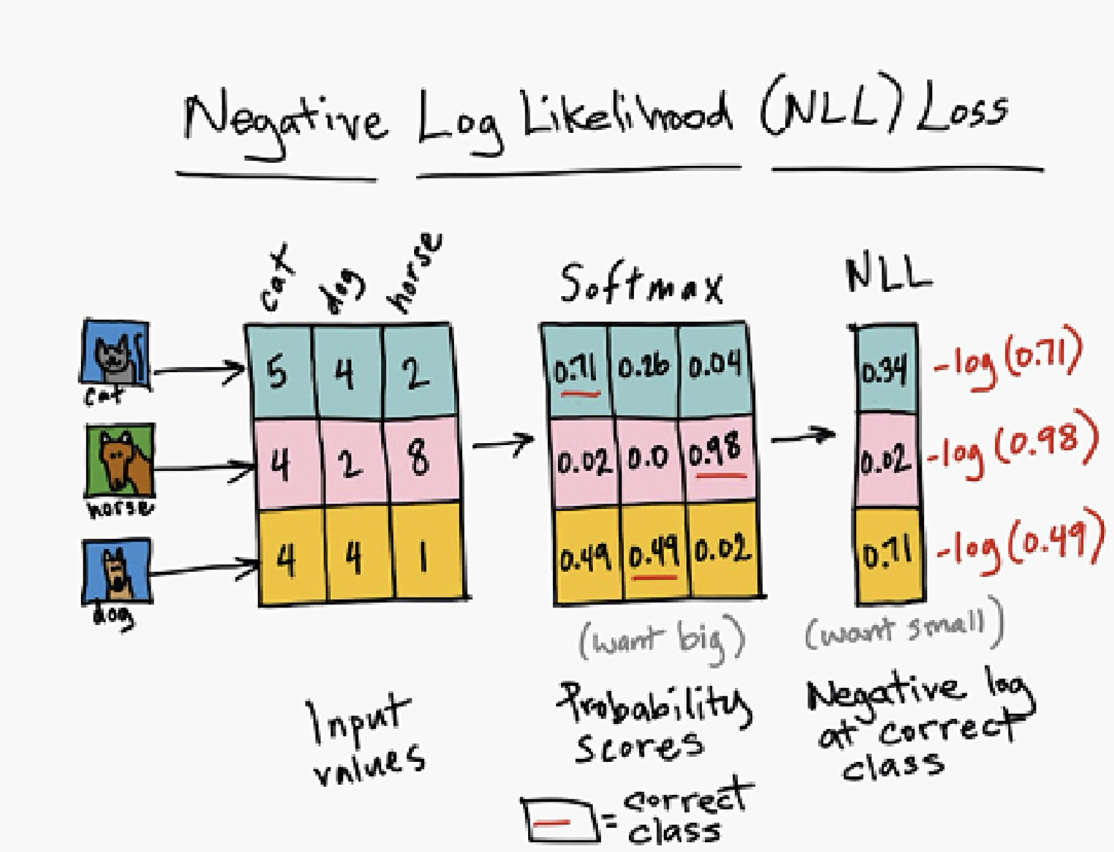 Negative Log Likelihood (NLL) Loss
cat dog horse
Softmax
NLL
cat
5 4 2
0.71 0.26 0.04
0.34
-log(0.71)
horse
4 2 8
0.02 0.0 0.98
0.02
-log(0.98)
dog
4 4 1
0.49 0.49 0.02
0.71
-log(0.49)
(want big)
(want small)
Input
values
Probability
scores
Negative log
at correct
class
= correct
class